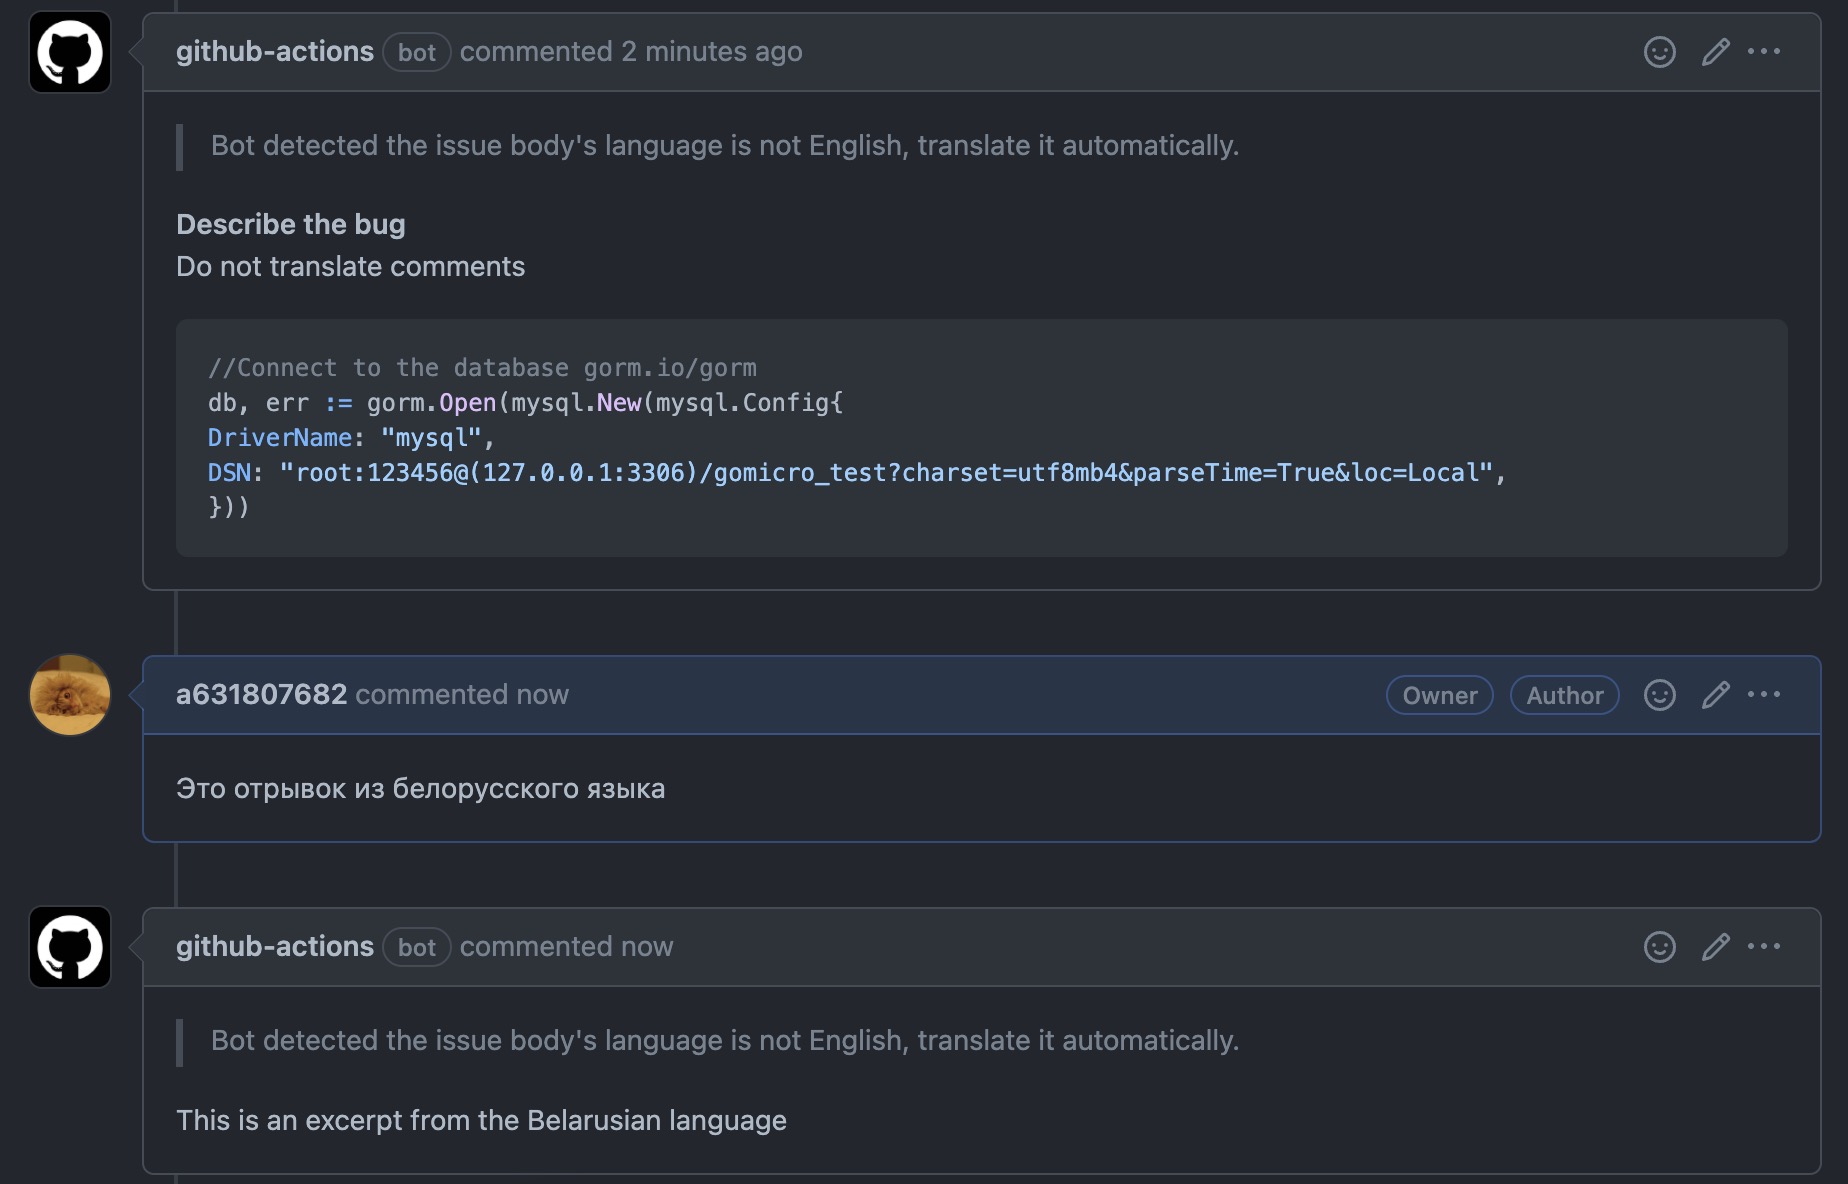 github-actions bot commented 2 minutes ago
Bot detected the issue body's language is not English, translate it automatically.
Describe the bug
Do not translate comments
//Connect to the database gorm.io/gorm
db, err := gorm.Open(mysql.New(mysql.Config{
DriverName: "mysql",
DSN: "root:123456@(127.0.0.1:3306)/gomicro_test?charset=utf8mb4&parseTime=True&loc=Local",
}))
a631807682 commented now Owner Author
Это отрывок из белорусского языка
github-actions bot commented now
Bot detected the issue body's language is not English, translate it automatically.
This is an excerpt from the Belarusian language